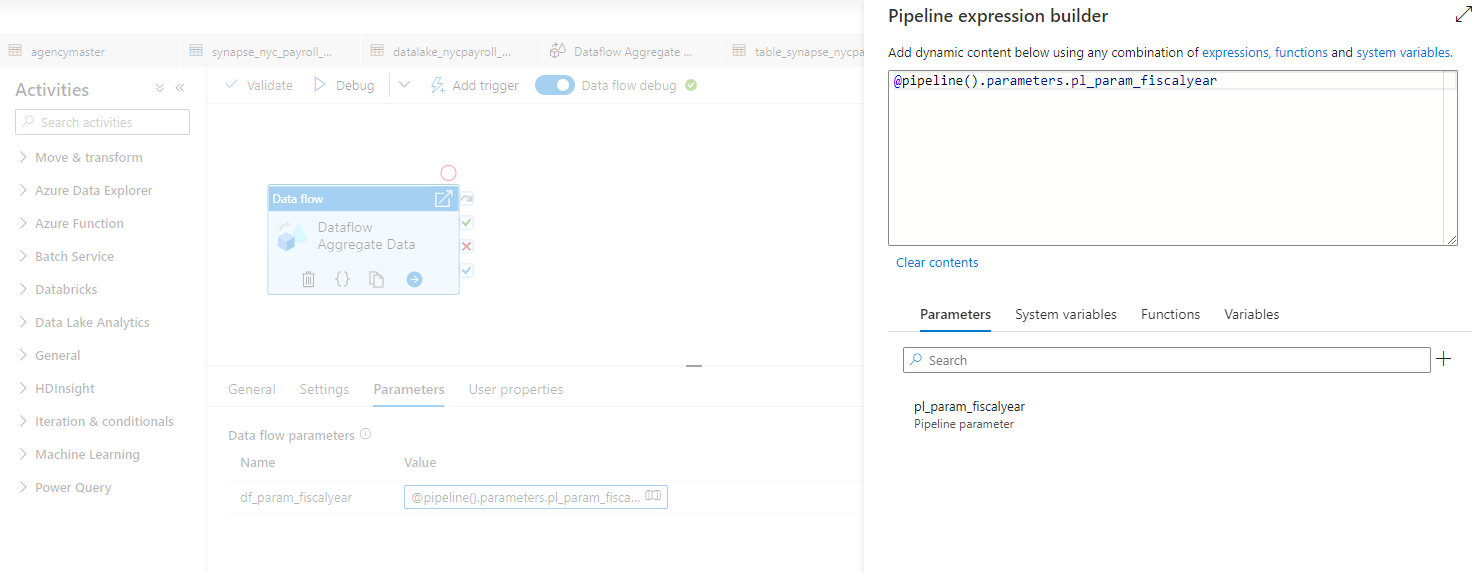 agencymaster
synapse_nyc_payroll_...
datalake_nycpayroll_...
Dataflow Aggregate ...
table_synapse_nycpa
Activities
Search activities
Move & transform
Azure Data Explorer
Azure Function
Batch Service
Databricks
Data Lake Analytics
General
HDInsight
Iteration & conditionals
Machine Learning
Power Query
Validate
Debug
Add trigger
Data flow debug
Data flow
Dataflow
Aggregate Data
General
Settings
Parameters
User properties
Data flow parameters
Name
Value
df_param_fiscalyear
@pipeline().parameters.pl_param_fisca...
Pipeline expression builder
Add dynamic content below using any combination of expressions, functions and system variables.
@pipeline().parameters.pl_param_fiscalyear
Clear contents
Parameters
System variables
Functions
Variables
Search
pl_param_fiscalyear
Pipeline parameter